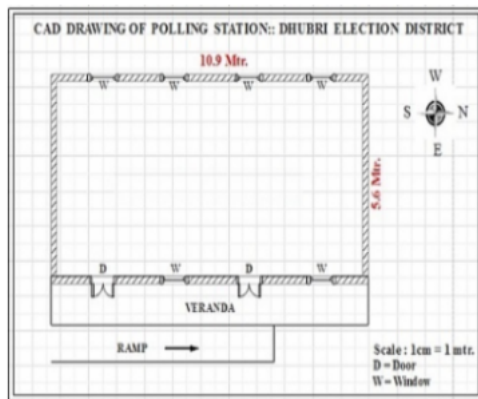 CAD DRAWING OF POLLING STATION:: DHUBRI ELECTION DISTRICT
10.9 Mtr.
W W W W
W
S N
E
5.6 Mtr.
D W D W
VERANDA
RAMP
Scale : 1cm = 1 mtr.
D = Door
W = Window